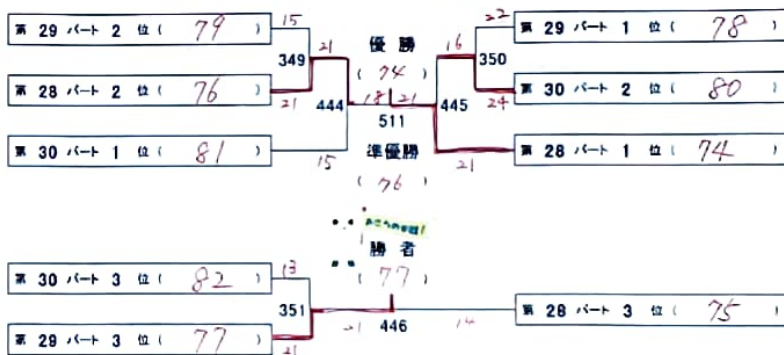 第 29 パート 2 位 ( 79 )
15
349
21
第 28 パート 2 位 ( 76 )
21
444
第 30 パート 1 位 ( 81 )
15
優 勝
( 74 )
18 21
511
準優勝
( 76 )
22
第 29 パート 1 位 ( 78 )
16
350
第 30 パート 2 位 ( 80 )
24
445
第 28 パート 1 位 ( 74 )
21
勝 者
( 77 )
第 30 パート 3 位 ( 82 )
13
351
第 29 パート 3 位 ( 77 )
21
21
446
14
第 28 パート 3 位 ( 75 )